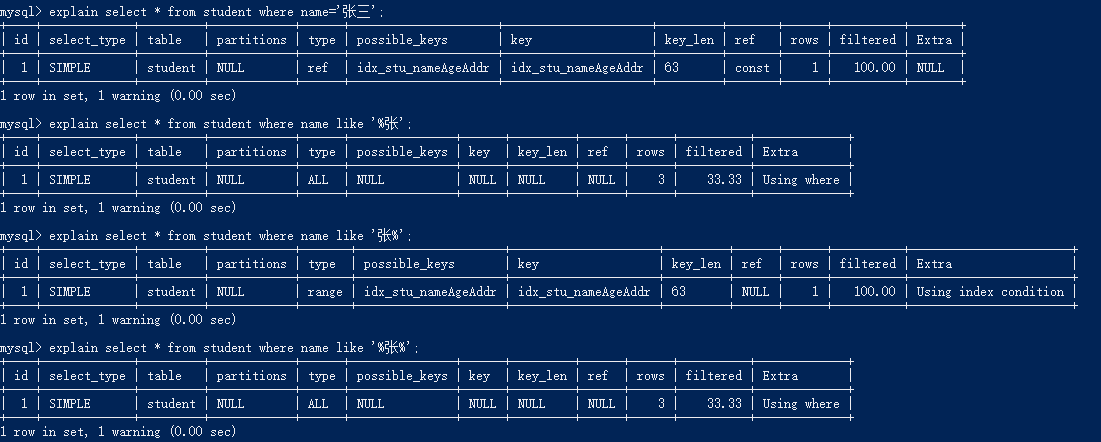 mysql> explain select * from student where name='张三';
| id | select_type | table | partitions | type | possible_keys | key | key_len | ref | rows | filtered | Extra |
| 1 | SIMPLE | student | NULL | ref | idx_stu_nameAgeAddr | idx_stu_nameAgeAddr | 63 | const | 1 | 100.00 | NULL |
1 row in set, 1 warning (0.00 sec)
mysql> explain select * from student where name like '%张';
| id | select_type | table | partitions | type | possible_keys | key | key_len | ref | rows | filtered | Extra |
| 1 | SIMPLE | student | NULL | ALL | NULL | NULL | NULL | NULL | 3 | 33.33 | Using where |
1 row in set, 1 warning (0.00 sec)
mysql> explain select * from student where name like '张%';
| id | select_type | table | partitions | type | possible_keys | key | key_len | ref | rows | filtered | Extra |
| 1 | SIMPLE | student | NULL | range | idx_stu_nameAgeAddr | idx_stu_nameAgeAddr | 63 | NULL | 1 | 100.00 | Using index condition |
1 row in set, 1 warning (0.00 sec)
mysql> explain select * from student where name like '%张%';
| id | select_type | table | partitions | type | possible_keys | key | key_len | ref | rows | filtered | Extra |
| 1 | SIMPLE | student | NULL | ALL | NULL | NULL | NULL | NULL | 3 | 33.33 | Using where |
1 row in set, 1 warning (0.00 sec)